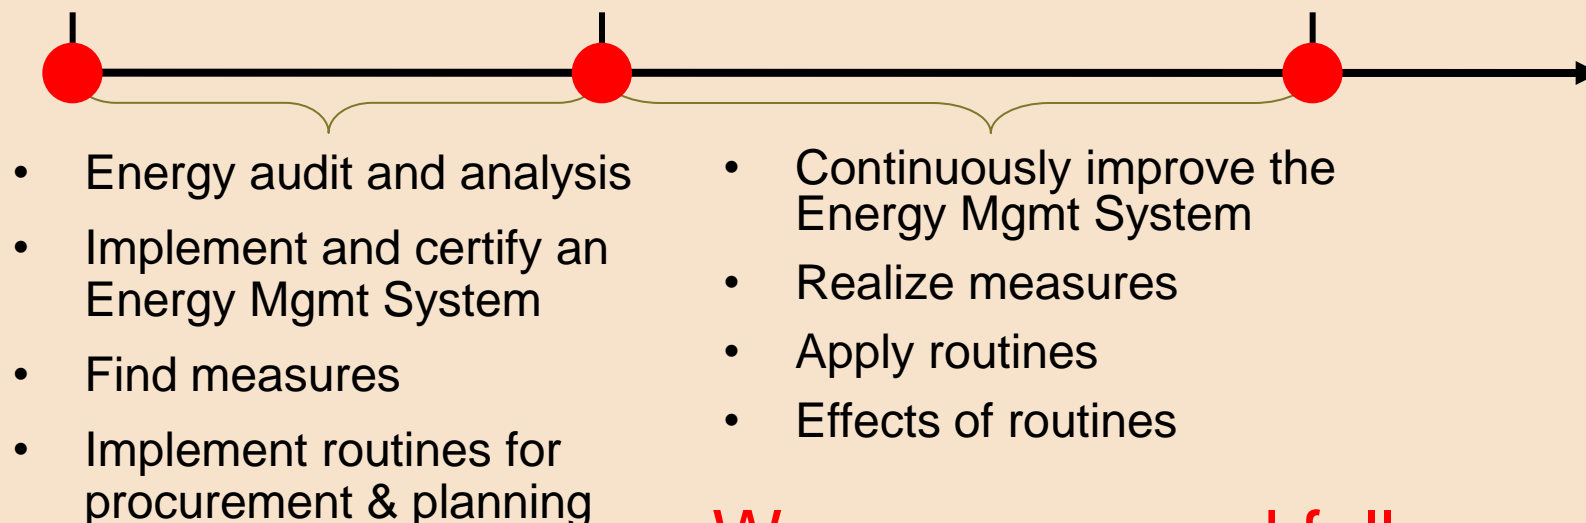 • Energy audit and analysis
• Implement and certify an
Energy Mgmt System
• Find measures
• Implement routines for
procurement & planning
• Continuously improve the
Energy Mgmt System
• Realize measures
• Apply routines
• Effects of routines